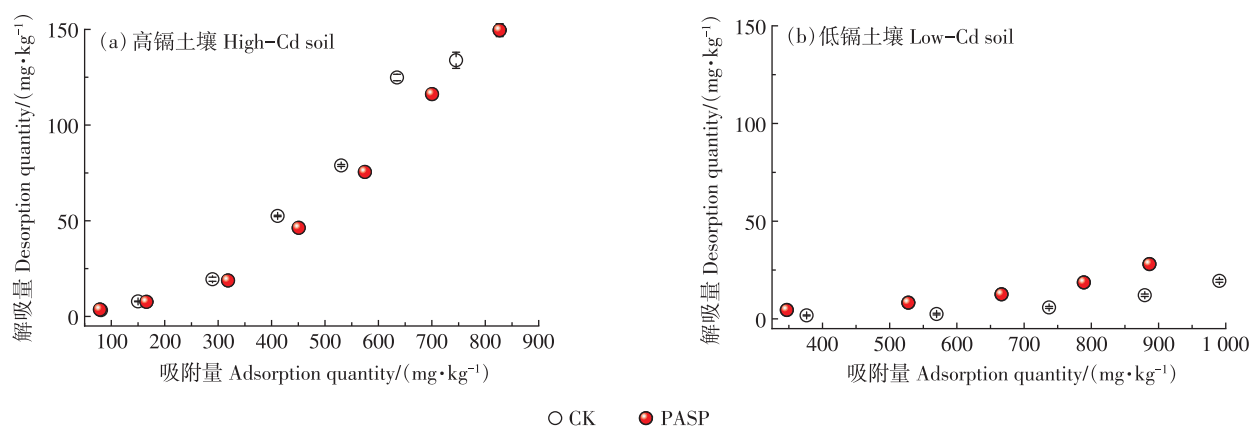 (a)高镉土壤 High-Cd soil
解吸量 Desorption quantity/(mg·kg⁻¹)
150
100
50
0
100 200 300 400 500 600 700 800 900
吸附量 Adsorption quantity/(mg·kg⁻¹)
(b)低镉土壤 Low-Cd soil
解吸量 Desorption quantity/(mg·kg⁻¹)
150
100
50
0
400 500 600 700 800 900 1 000
吸附量 Adsorption quantity/(mg·kg⁻¹)
CK PASP